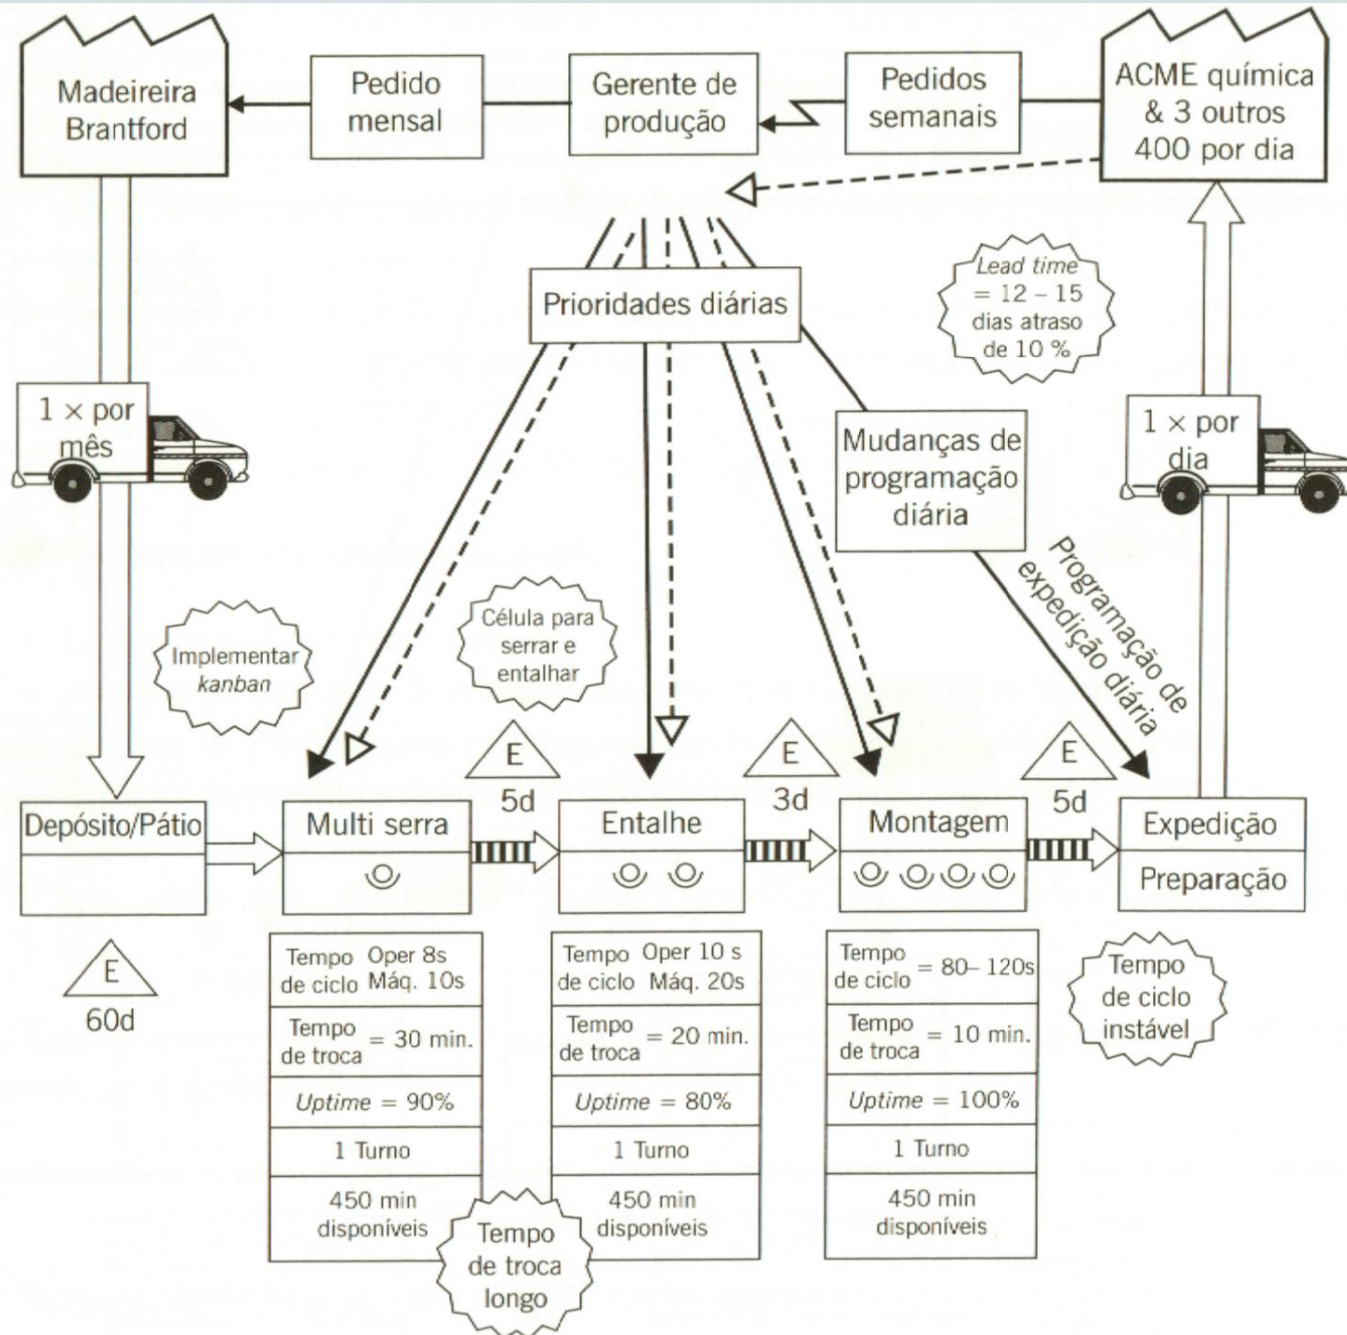 Madeireira
Brantford
Pedido
mensal
Gerente de
produção
Pedidos
semanais
ACME química
& 3 outros
400 por dia
Prioridades diárias
Lead time
= 12 – 15
dias atraso
de 10 %
1 × por
mês
Mudanças de
programação
diária
1 × por
dia
Programação de
expedição diária
Implementar
kanban
Célula para
serrar e
entalhar
E
5d
E
3d
E
5d
Depósito/Pátio
Multi serra
Entalhe
Montagem
Expedição
Preparação
E
60d
Tempo de ciclo Oper 8s
Máq. 10s
Tempo de troca = 30 min.
Uptime = 90%
1 Turno
450 min
disponíveis
Tempo de ciclo Oper 10 s
Máq. 20s
Tempo de troca = 20 min.
Uptime = 80%
1 Turno
450 min
disponíveis
Tempo de ciclo = 80– 120s
Tempo de troca = 10 min.
Uptime = 100%
1 Turno
450 min
disponíveis
Tempo
de ciclo
instável
Tempo
de troca
longo